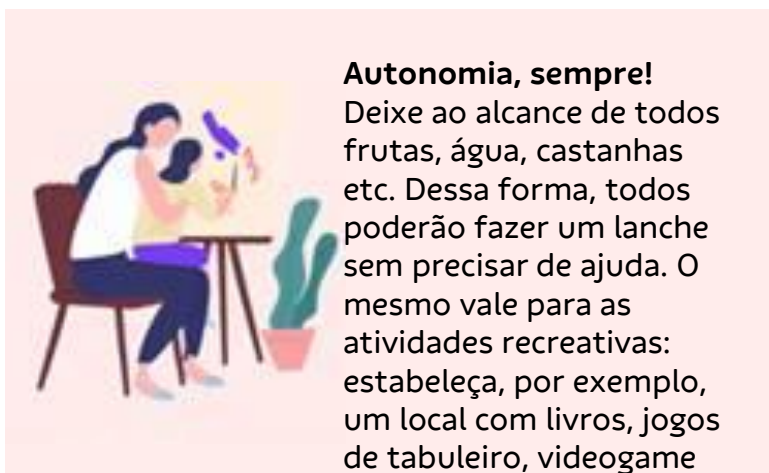 Autonomia, sempre!
Deixe ao alcance de todos
frutas, água, castanhas
etc. Dessa forma, todos
poderão fazer um lanche
sem precisar de ajuda. O
mesmo vale para as
atividades recreativas:
estabeleça, por exemplo,
um local com livros, jogos
de tabuleiro, videogame